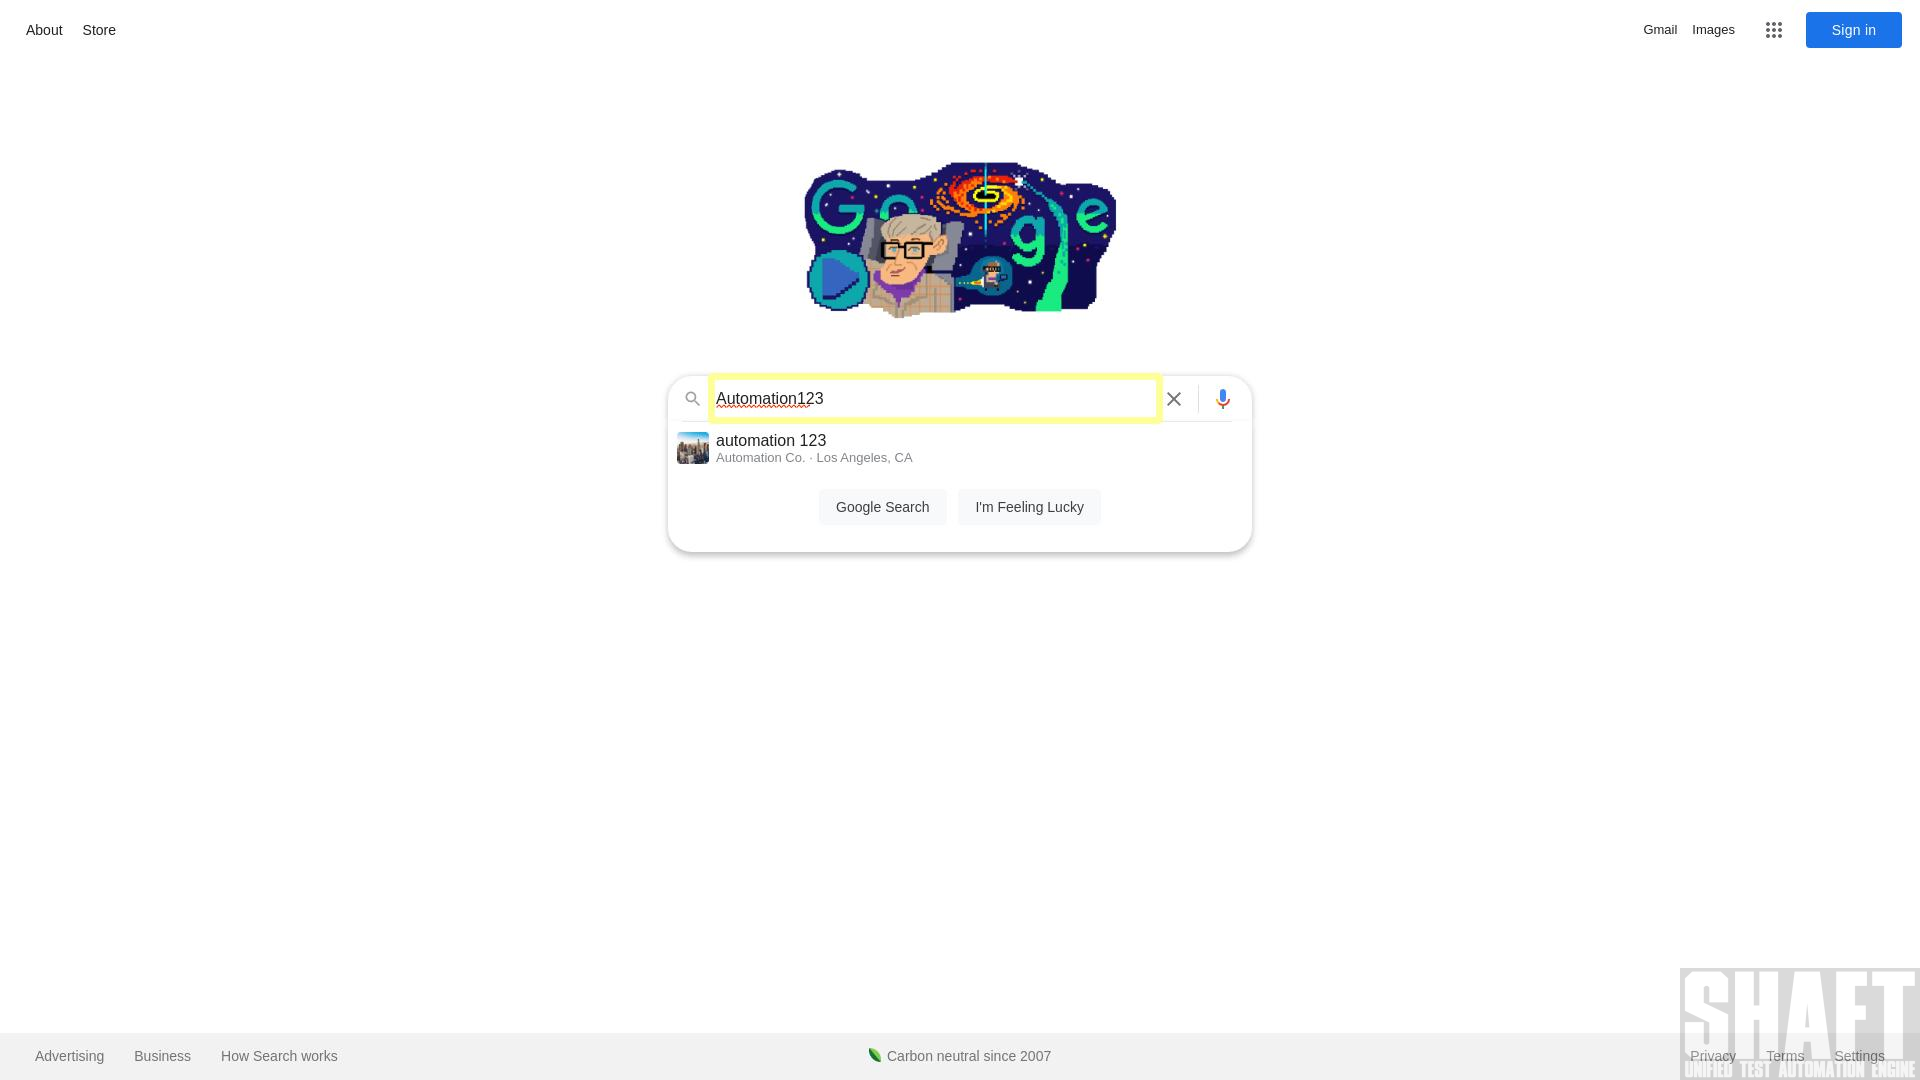 About Store Gmail Images Sign in
Google
Automation123
automation 123
Automation Co. · Los Angeles, CA
Google Search I'm Feeling Lucky
SHAFT
UNIFIED TEST AUTOMATION ENGINE
Advertising Business How Search works Carbon neutral since 2007 Privacy Terms Settings